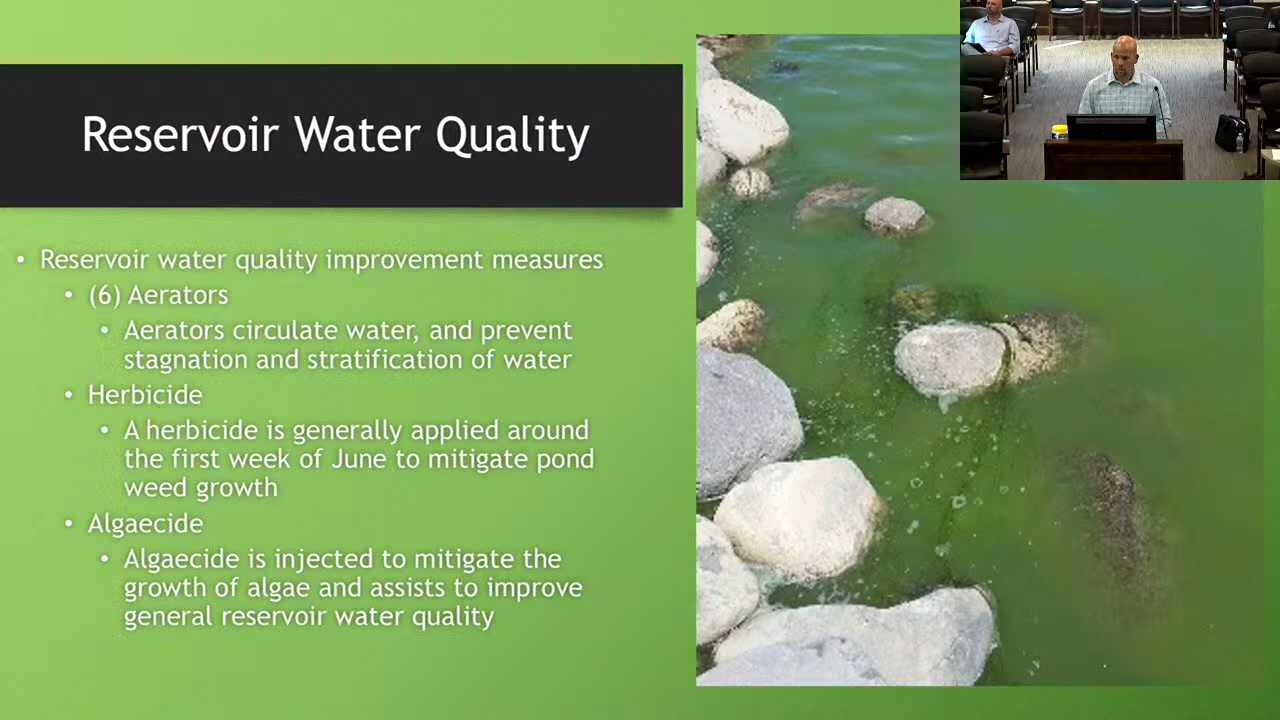 Reservoir Water Quality
• Reservoir water quality improvement measures
• (6) Aerators
• Aerators circulate water, and prevent
stagnation and stratification of water
• Herbicide
• A herbicide is generally applied around
the first week of June to mitigate pond
weed growth
• Algaecide
• Algaecide is injected to mitigate the
growth of algae and assists to improve
general reservoir water quality